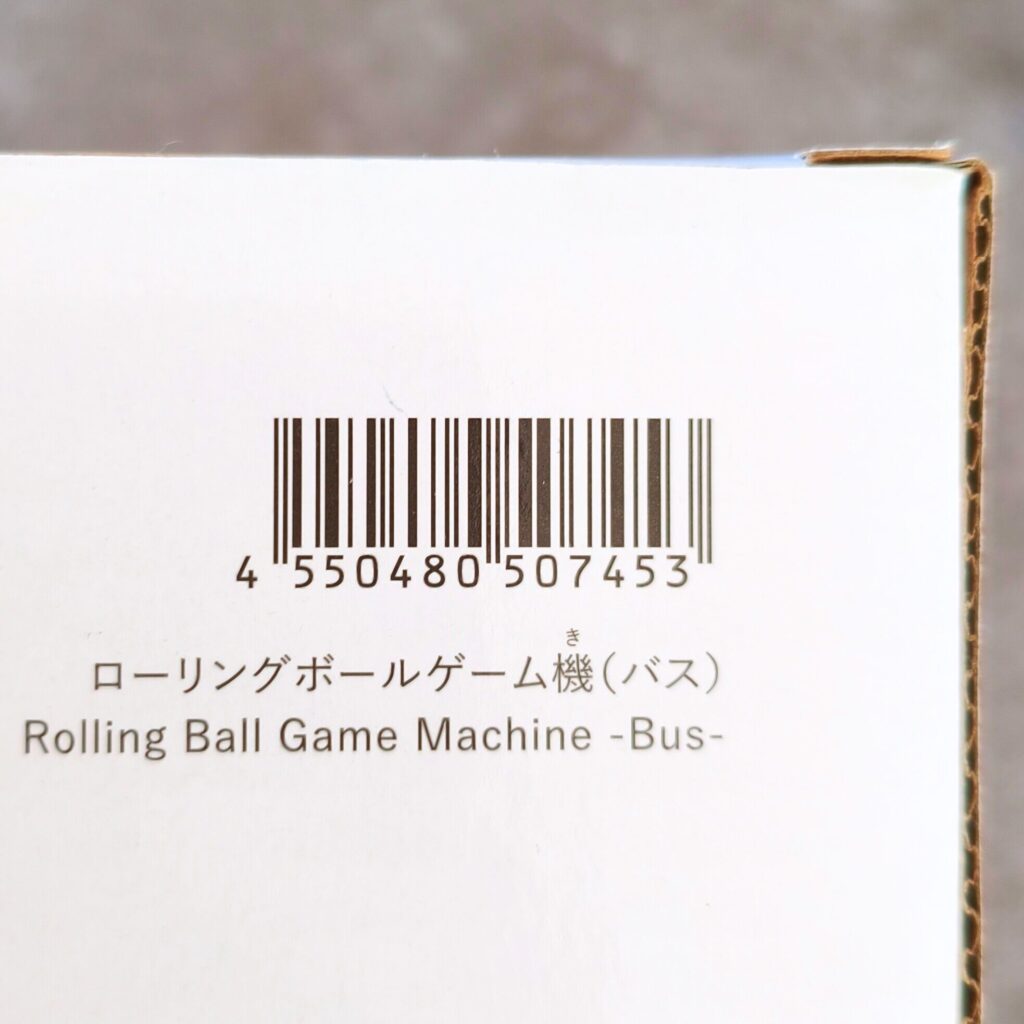 4 550480 507453
き
ローリングボールゲーム機(バス)
Rolling Ball Game Machine -Bus-